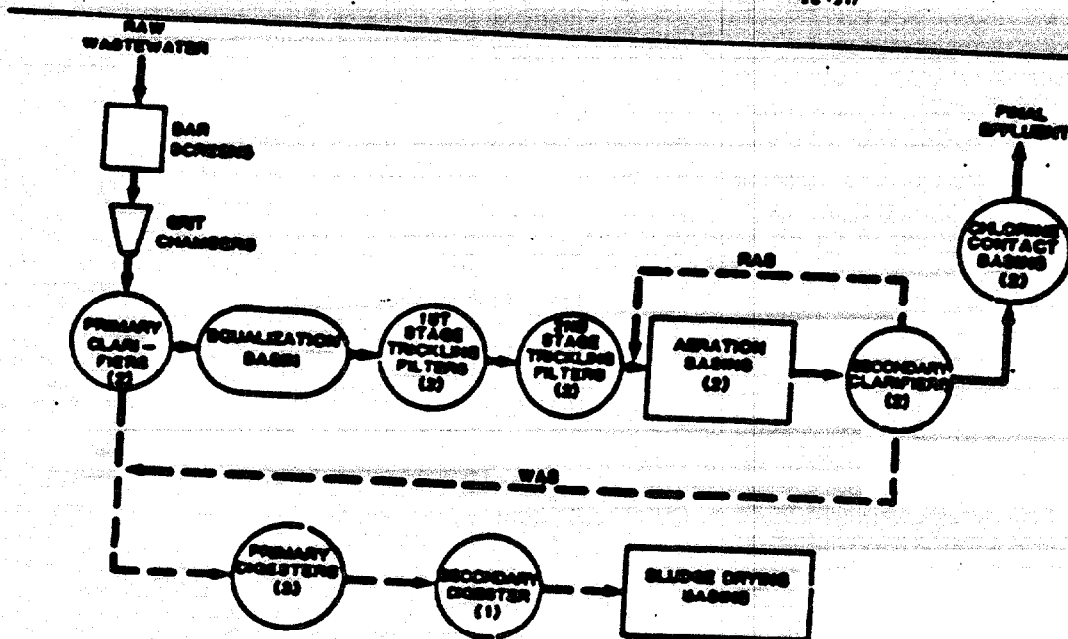 RAW
WASTEWATER
BAR
SCREENS
GRIT
CHAMBERS
PRIMARY
CLARI-
FIERS
(2)
EQUALIZATION
BASIN
1ST
STAGE
TRICKLING
FILTERS
(2)
2ND
STAGE
TRICKLING
FILTERS
(2)
RAS
AERATION
BASINS
(2)
SECONDARY
CLARIFIERS
(2)
CHLORINE
CONTACT
BASINS
(2)
FINAL
EFFLUENT
WAS
PRIMARY
DIGESTERS
SECONDARY
DIGESTER
(1)
SLUDGE DRYING
BASINS